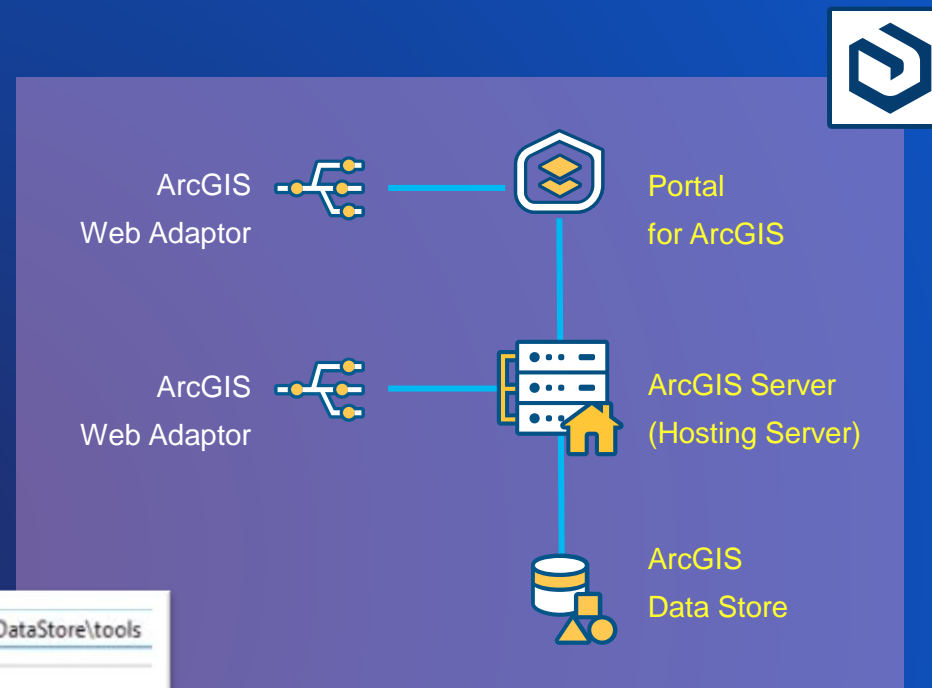 ArcGIS
Web Adaptor
Portal
for ArcGIS
ArcGIS
Web Adaptor
ArcGIS Server
(Hosting Server)
ArcGIS
Data Store
DataStore\tools